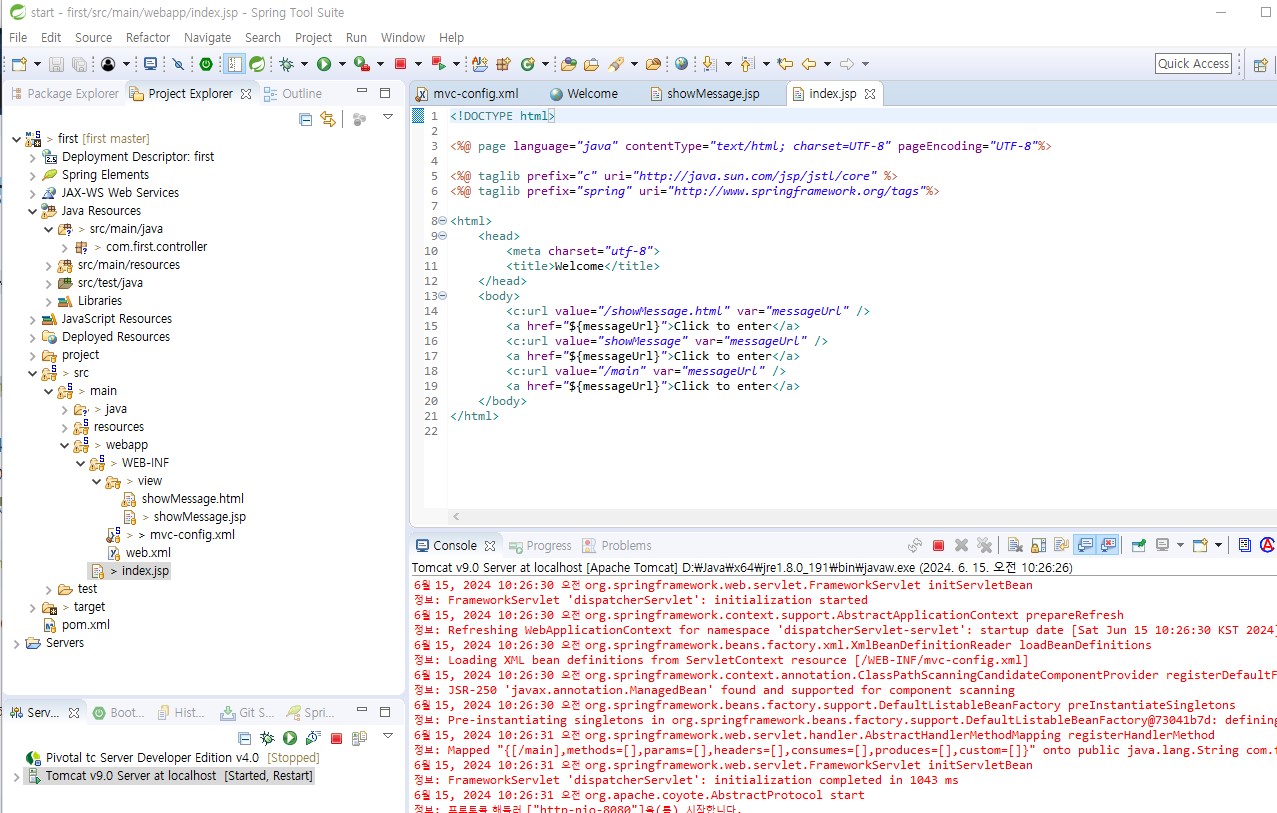 start - first/src/main/webapp/index.jsp - Spring Tool Suite
File Edit Source Refactor Navigate Search Project Run Window Help
Quick Access
Package Explorer Project Explorer Outline
> first [first master]
Deployment Descriptor: first
Spring Elements
JAX-WS Web Services
Java Resources
> src/main/java
> com.first.controller
src/main/resources
src/test/java
Libraries
JavaScript Resources
Deployed Resources
project
> src
> main
> java
resources
> webapp
> WEB-INF
> view
showMessage.html
> showMessage.jsp
> > mvc-config.xml
web.xml
> index.jsp
test
> target
pom.xml
Servers
mvc-config.xml Welcome showMessage.jsp index.jsp
1 <!DOCTYPE html>
2
3 <%@ page language="java" contentType="text/html; charset=UTF-8" pageEncoding="UTF-8"%>
4
5 <%@ taglib prefix="c" uri="http://java.sun.com/jsp/jstl/core" %>
6 <%@ taglib prefix="spring" uri="http://www.springframework.org/tags"%>
7
8 <html>
9 <head>
10 <meta charset="utf-8">
11 <title>Welcome</title>
12 </head>
13 <body>
14 <c:url value="/showMessage.html" var="messageUrl" />
15 <a href="${messageUrl}">Click to enter</a>
16 <c:url value="showMessage" var="messageUrl" />
17 <a href="${messageUrl}">Click to enter</a>
18 <c:url value="/main" var="messageUrl" />
19 <a href="${messageUrl}">Click to enter</a>
20 </body>
21 </html>
22
Console Progress Problems
Tomcat v9.0 Server at localhost [Apache Tomcat] D:₩Java₩x64₩jre1.8.0_191₩bin₩javaw.exe (2024. 6. 15. 오전 10:26:26)
6월 15, 2024 10:26:30 오전 org.springframework.web.servlet.FrameworkServlet initServletBean
정보: FrameworkServlet 'dispatcherServlet': initialization started
6월 15, 2024 10:26:30 오전 org.springframework.context.support.AbstractApplicationContext prepareRefresh
정보: Refreshing WebApplicationContext for namespace 'dispatcherServlet-servlet': startup date [Sat Jun 15 10:26:30 KST 2024]
6월 15, 2024 10:26:30 오전 org.springframework.beans.factory.xml.XmlBeanDefinitionReader loadBeanDefinitions
정보: Loading XML bean definitions from ServletContext resource [/WEB-INF/mvc-config.xml]
6월 15, 2024 10:26:30 오전 org.springframework.context.annotation.ClassPathScanningCandidateComponentProvider registerDefaultF
정보: JSR-250 'javax.annotation.ManagedBean' found and supported for component scanning
6월 15, 2024 10:26:30 오전 org.springframework.beans.factory.support.DefaultListableBeanFactory preInstantiateSingletons
정보: Pre-instantiating singletons in org.springframework.beans.factory.support.DefaultListableBeanFactory@73041b7d: defining
6월 15, 2024 10:26:31 오전 org.springframework.web.servlet.handler.AbstractHandlerMethodMapping registerHandlerMethod
정보: Mapped "{[/main],methods=[],params=[],headers=[],consumes=[],produces=[],custom=[]}" onto public java.lang.String com.f
6월 15, 2024 10:26:31 오전 org.springframework.web.servlet.FrameworkServlet initServletBean
정보: FrameworkServlet 'dispatcherServlet': initialization completed in 1043 ms
6월 15, 2024 10:26:31 오전 org.apache.coyote.AbstractProtocol start
정보: 프로토콜 핸들러 ["http-nio-8080"]을(를) 시작합니다.
Serv... Boot... Hist... Git S... Spri...
Pivotal tc Server Developer Edition v4.0 [Stopped]
Tomcat v9.0 Server at localhost [Started, Restart]